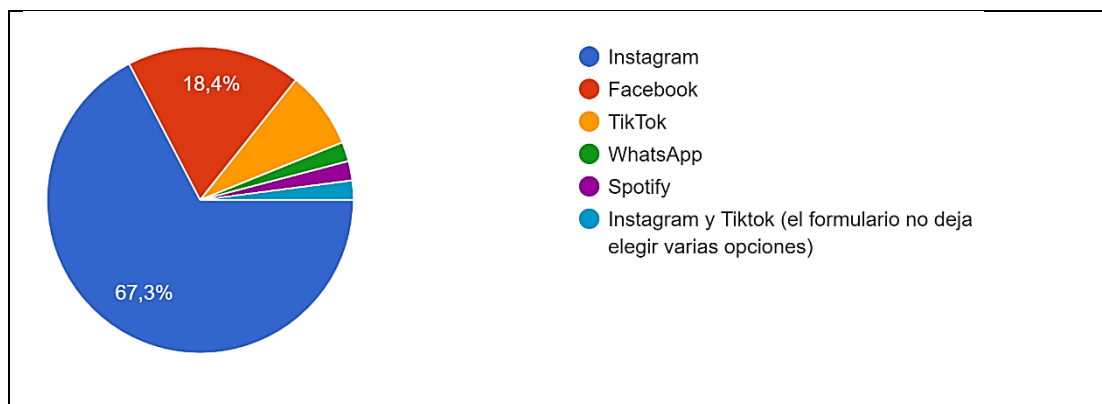 18,4%
67,3%
Instagram
Facebook
TikTok
WhatsApp
Spotify
Instagram y Tiktok (el formulario no deja
elegir varias opciones)